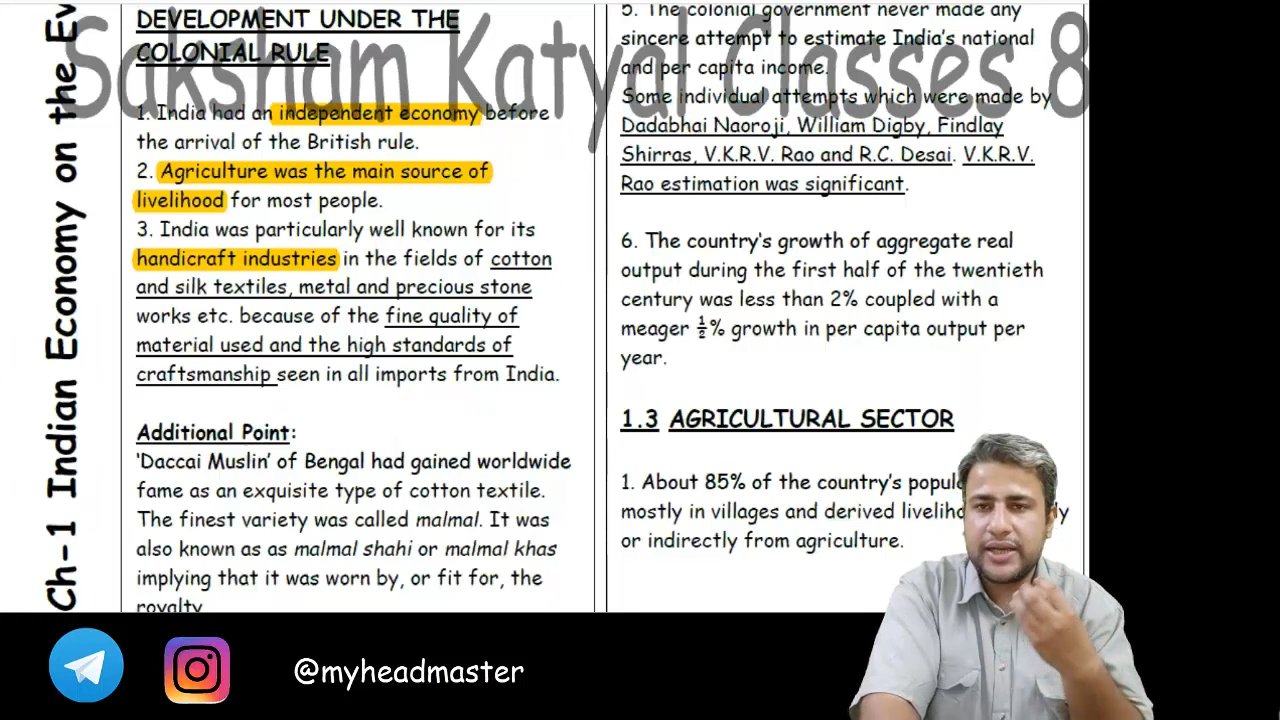 Ch-1 Indian Economy on the Ev
DEVELOPMENT UNDER THE
COLONIAL RULE
1. India had an independent economy before
the arrival of the British rule.
2. Agriculture was the main source of
livelihood for most people.
3. India was particularly well known for its
handicraft industries in the fields of cotton
and silk textiles, metal and precious stone
works etc. because of the fine quality of
material used and the high standards of
craftsmanship seen in all imports from India.
Additional Point:
‘Daccai Muslin’ of Bengal had gained worldwide
fame as an exquisite type of cotton textile.
The finest variety was called malmal. It was
also known as as malmal shahi or malmal khas
implying that it was worn by, or fit for, the
royalty
5. The colonial government never made any
sincere attempt to estimate India’s national
and per capita income.
Some individual attempts which were made by
Dadabhai Naoroji, William Digby, Findlay
Shirras, V.K.R.V. Rao and R.C. Desai. V.K.R.V.
Rao estimation was significant.
6. The country’s growth of aggregate real
output during the first half of the twentieth
century was less than 2% coupled with a
meager ½% growth in per capita output per
year.
1.3 AGRICULTURAL SECTOR
1. About 85% of the country’s popul
mostly in villages and derived liveliho y
or indirectly from agriculture.
Saksham Katyal Classes 8
@myheadmaster